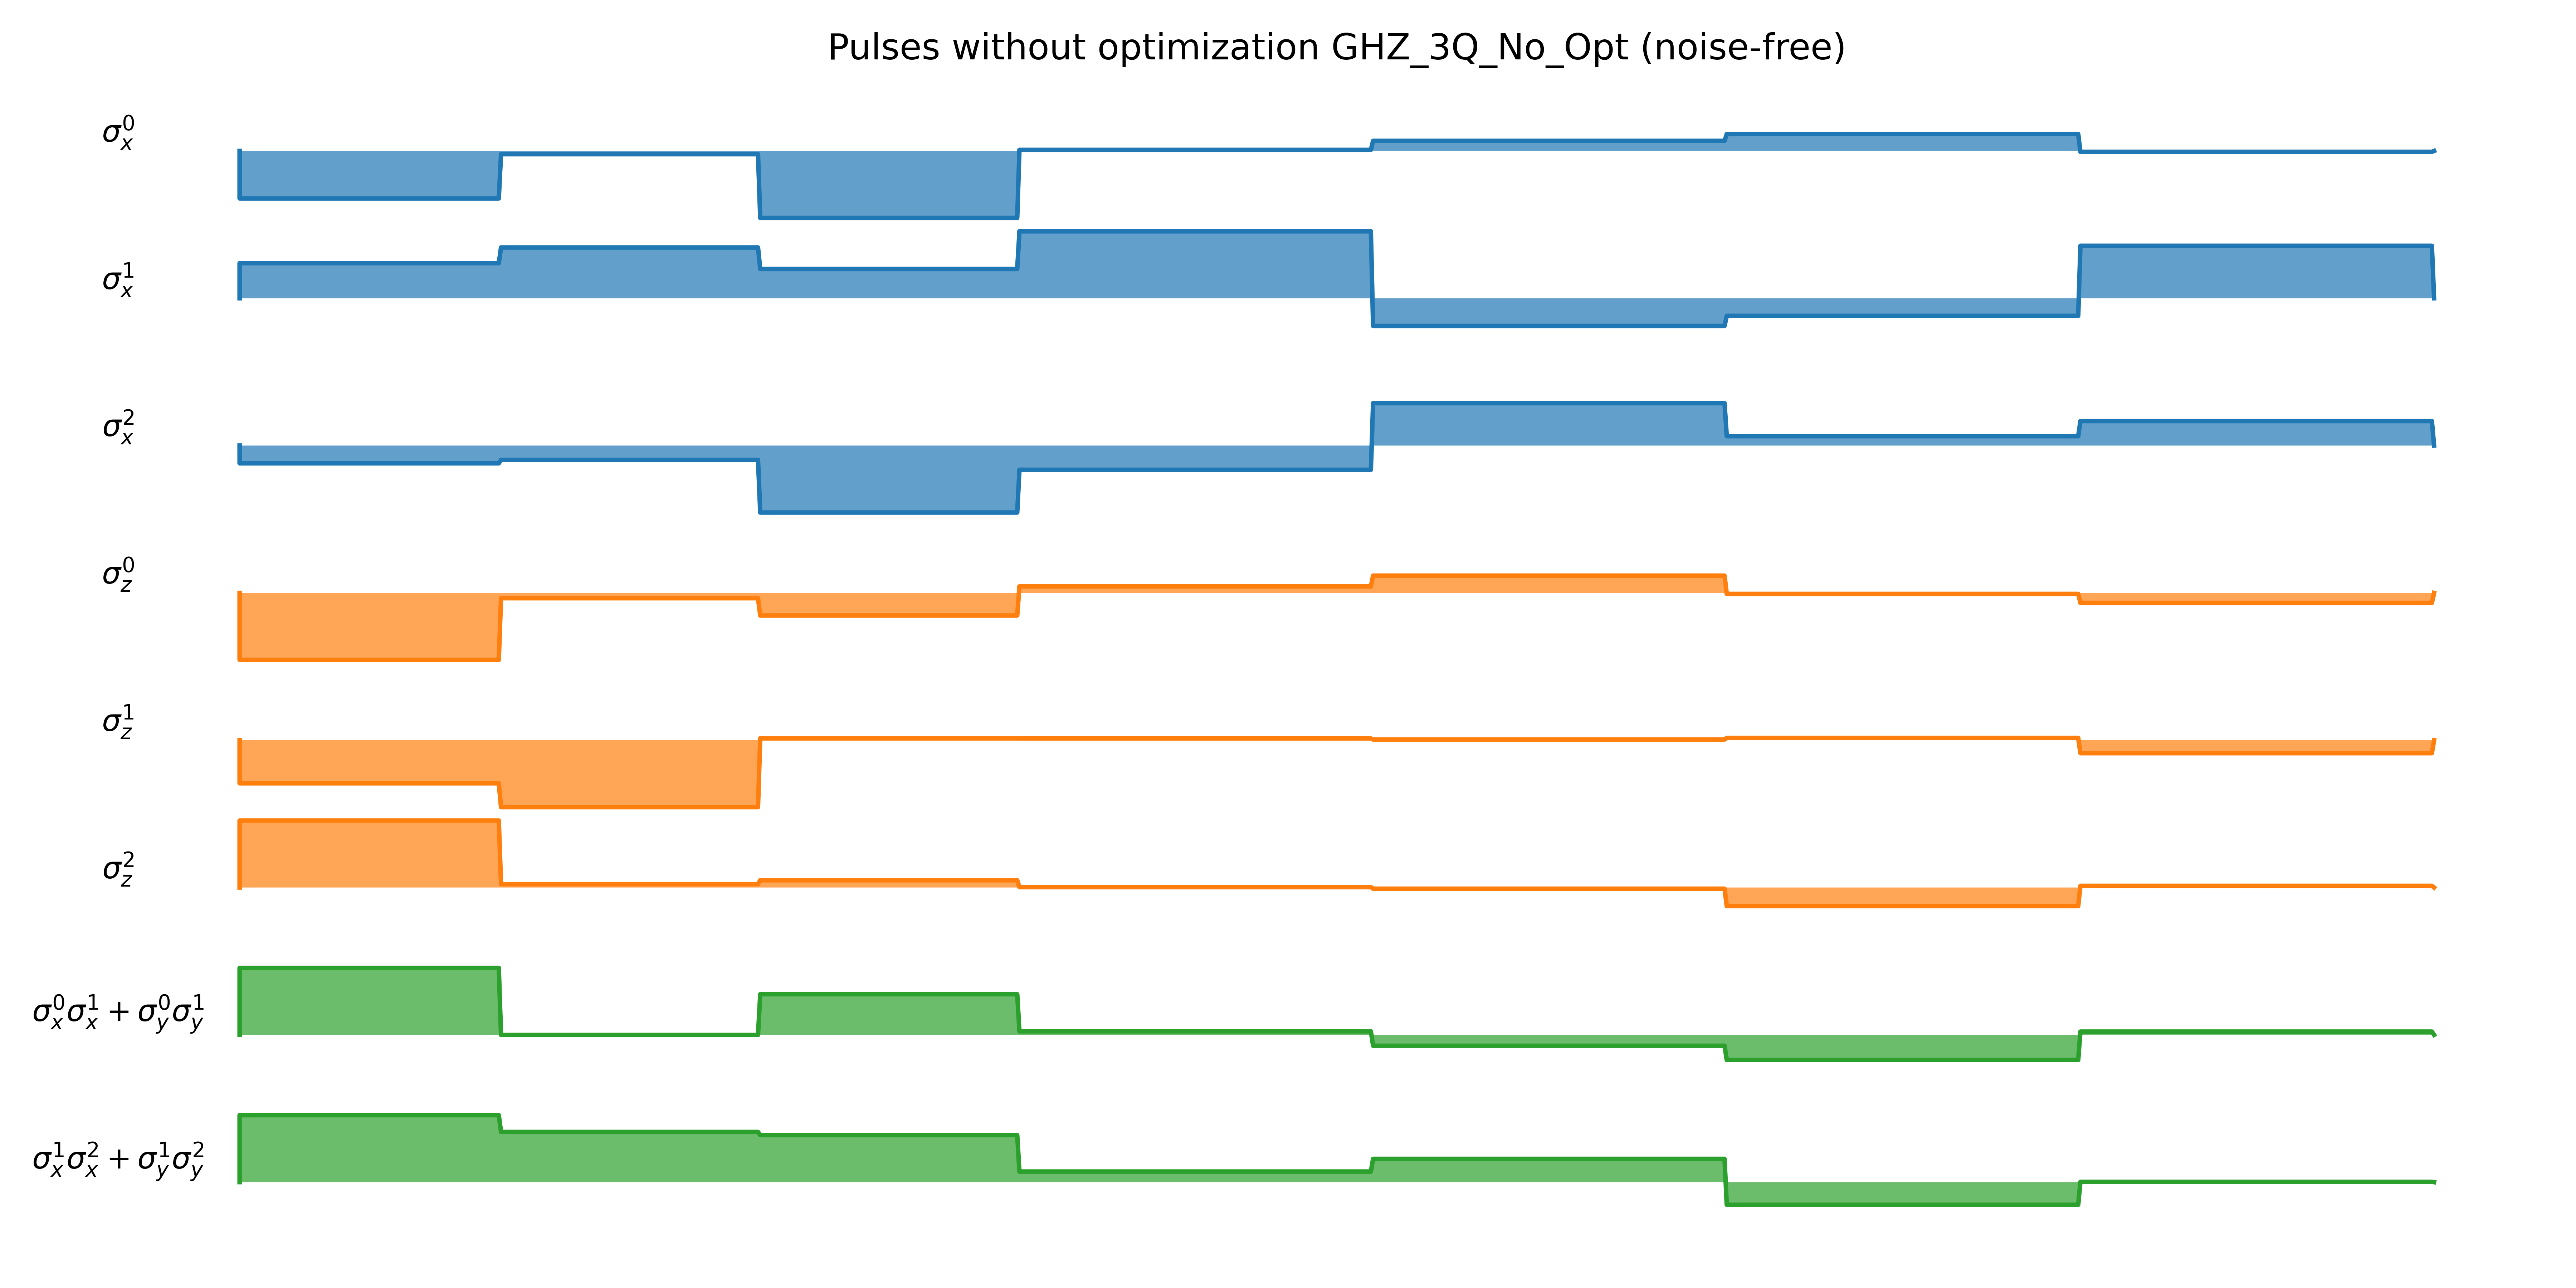 Pulses without optimization GHZ_3Q_No_Opt (noise-free)
σ_x^0
σ_x^1
σ_x^2
σ_z^0
σ_z^1
σ_z^2
σ_x^0σ_x^1 + σ_y^0σ_y^1
σ_x^1σ_x^2 + σ_y^1σ_y^2